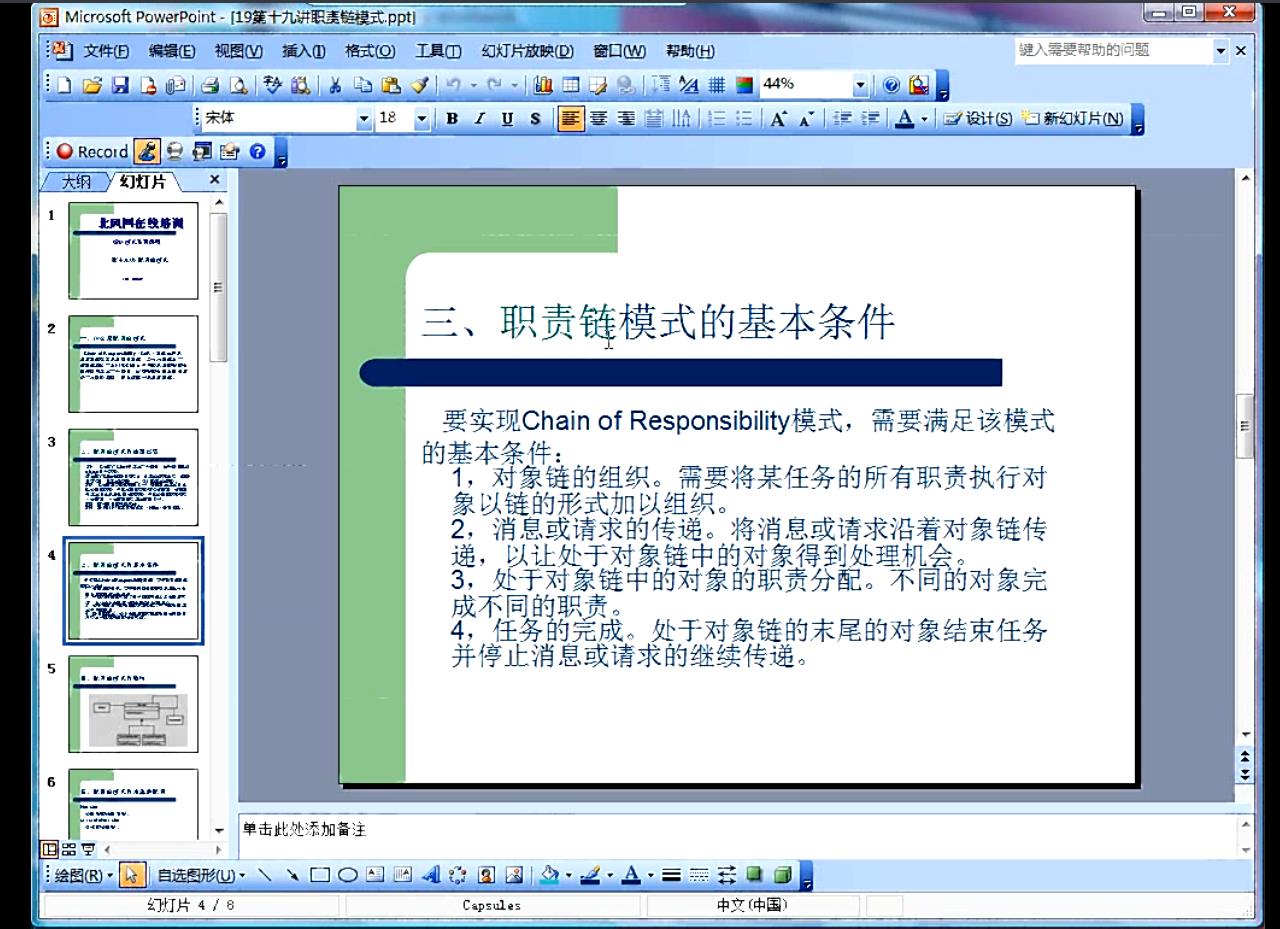 Microsoft PowerPoint - [19第十九讲职责链模式.ppt]
文件(F) 编辑(E) 视图(V) 插入(I) 格式(O) 工具(T) 幻灯片放映(D) 窗口(W) 帮助(H) 键入需要帮助的问题
44%
宋体 18 B I U S 设计(S) 新幻灯片(N)
Record
大纲 幻灯片
1
北风网在线培训
2
3
4
5
6
三、职责链模式的基本条件
要实现Chain of Responsibility模式，需要满足该模式
的基本条件：
1，对象链的组织。需要将某任务的所有职责执行对
象以链的形式加以组织。
2，消息或请求的传递。将消息或请求沿着对象链传
递，以让处于对象链中的对象得到处理机会。
3，处于对象链中的对象的职责分配。不同的对象完
成不同的职责。
4，任务的完成。处于对象链的末尾的对象结束任务
并停止消息或请求的继续传递。
单击此处添加备注
绘图(R) 自选图形(U)
幻灯片 4 / 8 Capsules 中文(中国)